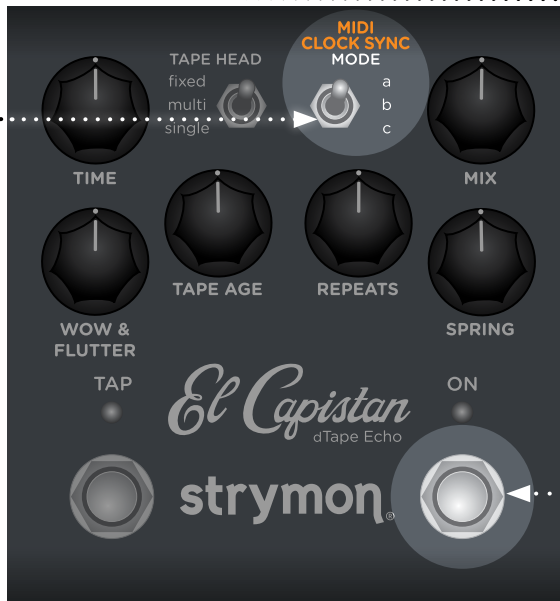 MIDI
CLOCK SYNC
TAPE HEAD
MODE
fixed
multi
single
a
b
c
TIME
MIX
TAPE AGE
REPEATS
WOW &
FLUTTER
SPRING
TAP
ON
El Capistan
dTape Echo
strymon®